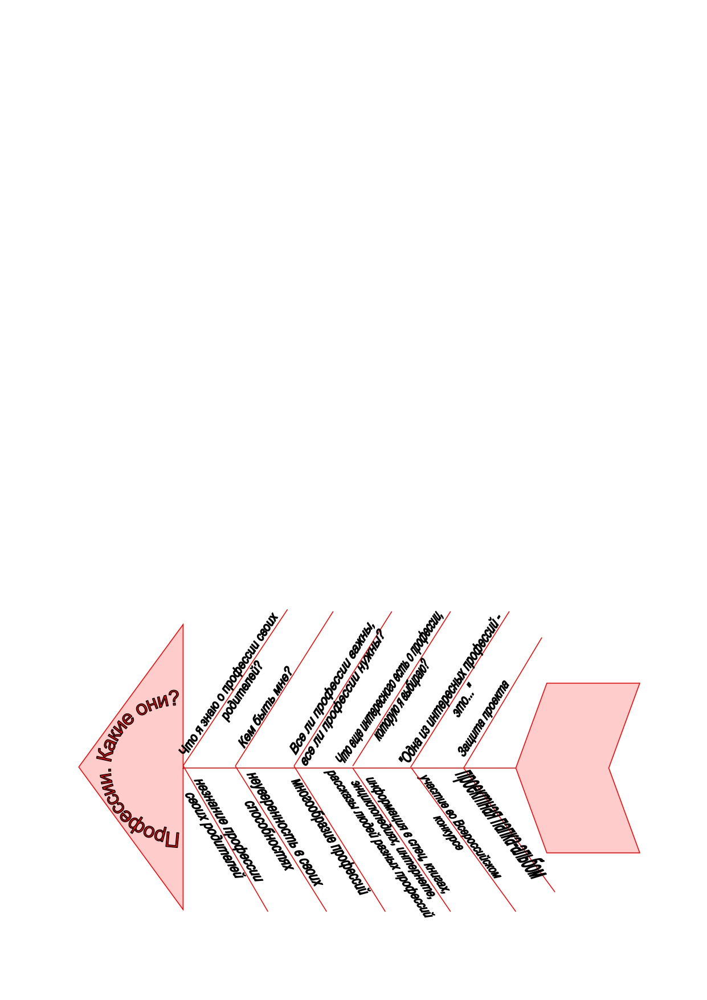 Профессии. Какие они?
Что я знаю о профессии своих
родителей?
Кем быть мне?
Все ли профессии важны,
все ли профессии нужны?
Что еще интересного есть о профессии,
которую я выбираю?
"Одна из интересных профессий -
это... "
Защита проекта
незнание профессии
своих родителей
неуверенность в своих
способностях
многообразие профессий
информация в спец. книгах,
энциклопедиях, интернете,
рассказы людей разных профессий
участие во Всероссийском
конкурсе
проектная папка-альбом